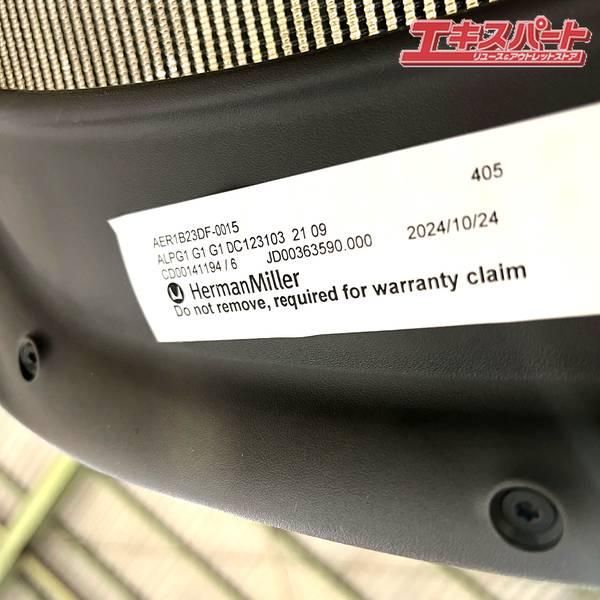 エキスパート
リユース&アウトレットストア
405
AER1B23DF-0015
ALPG1 G1 G1 DC123103 21 09
CD00141194 / 6 JD00363590.000 2024/10/24
HermanMiller
Do not remove, required for warranty claim